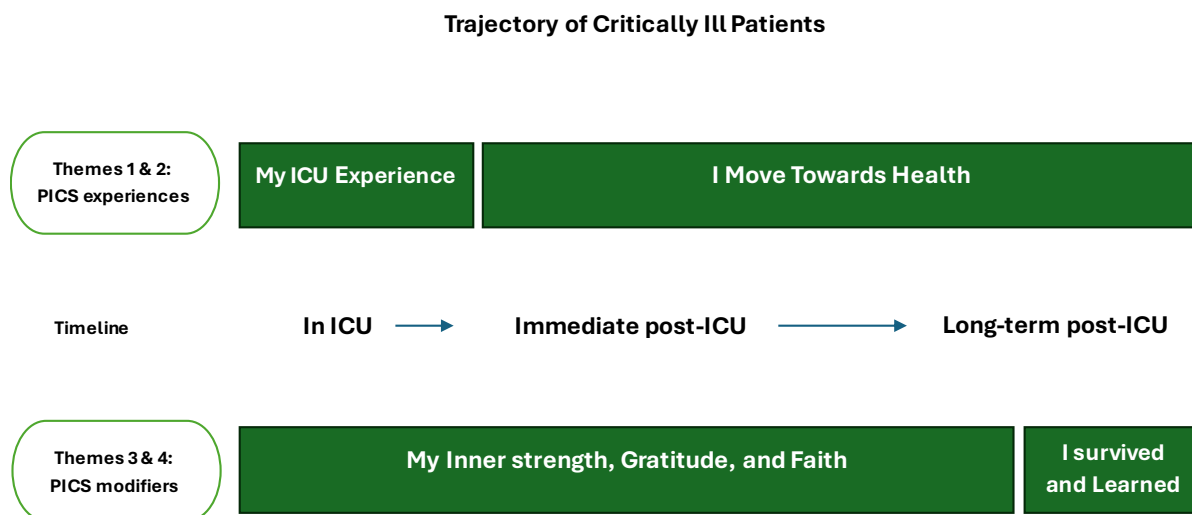 Trajectory of Critically Ill Patients
Themes 1 & 2:
PICS experiences
My ICU Experience
I Move Towards Health
Timeline
In ICU
Immediate post-ICU
Long-term post-ICU
Themes 3 & 4:
PICS modifiers
My Inner strength, Gratitude, and Faith
I survived
and Learned